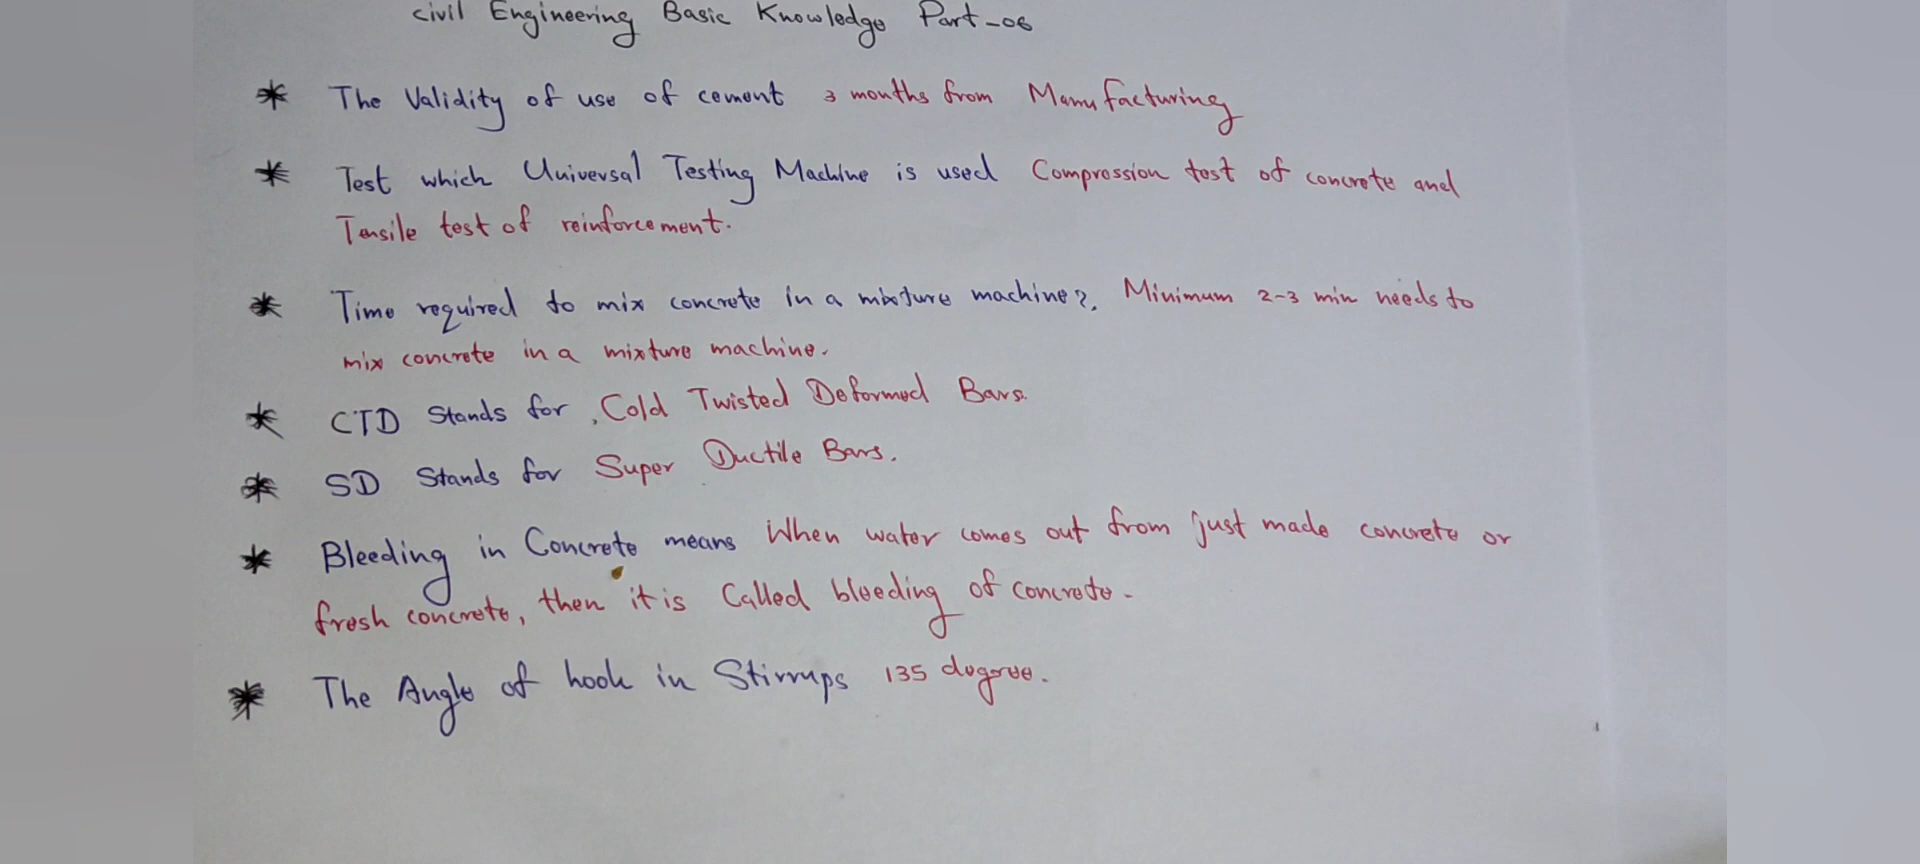 Civil Engineering Basic Knowledge Part-06
* The Validity of use of cement 3 months from Manufacturing
* Test which Universal Testing Machine is used Compression test of concrete and
Tensile test of reinforcement.
* Time required to mix concrete in a mixture machine?. Minimum 2-3 min needs to
mix concrete in a mixture machine.
* CTD Stands for , Cold Twisted Deformed Bars.
* SD Stands for Super Ductile Bars.
* Bleeding in Concrete means When water comes out from just made concrete or
fresh concrete, then it is Called bleeding of concrete.
* The Angle of hook in Stirrups 135 degree.